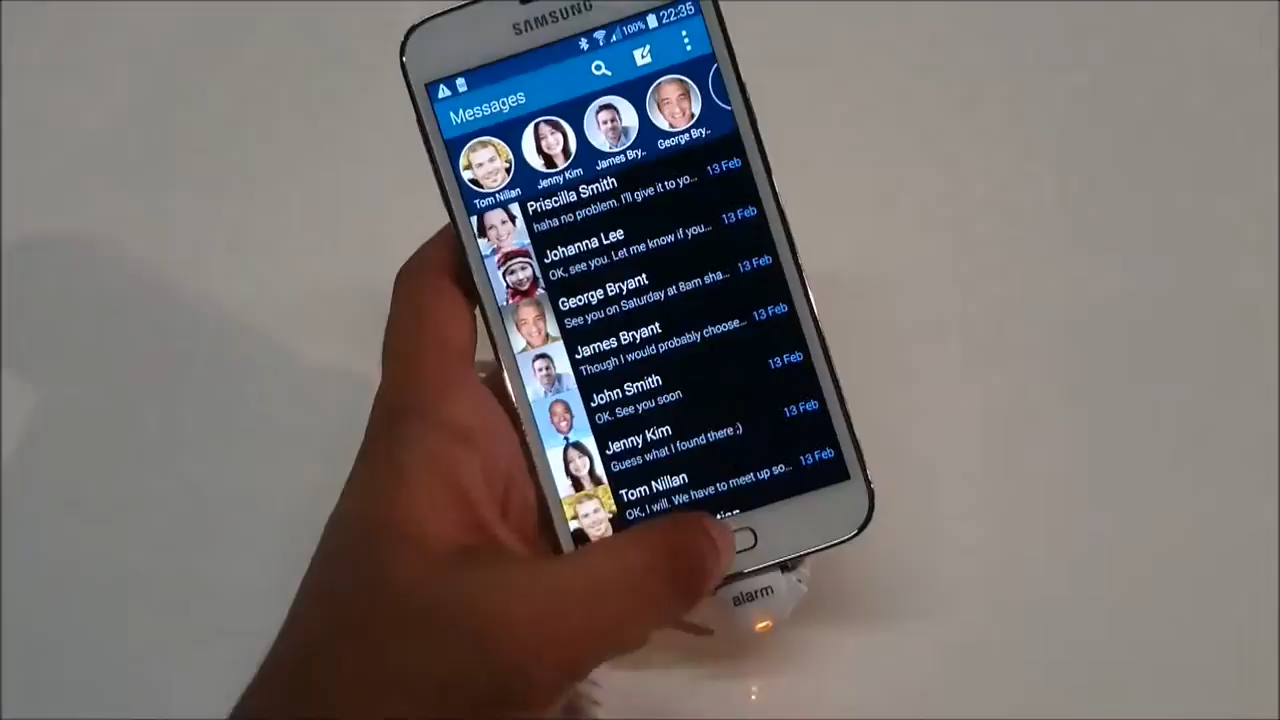 SAMSUNG
100% 22:35
Messages
Tom Nillan
Jenny Kim
James Bry..
George Bry..
Priscilla Smith
haha no problem. I'll give it to yo...
13 Feb
Johanna Lee
OK, see you. Let me know if you...
13 Feb
George Bryant
See you on Saturday at 8am sha...
13 Feb
James Bryant
Though I would probably choose...
13 Feb
John Smith
OK. See you soon
13 Feb
Jenny Kim
Guess what I found there ;)
13 Feb
Tom Nillan
OK, I will. We have to meet up so...
13 Feb
alarm